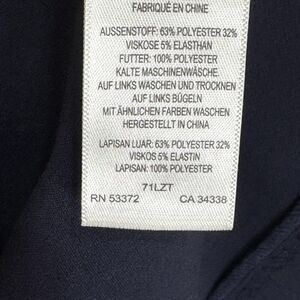 FABRIQUÉ EN CHINE
AUSSENSTOFF: 63% POLYESTER 32%
VISKOSE 5% ELASTHAN
FUTTER: 100% POLYESTER
KALTE MASCHINENWÄSCHE.
AUF LINKS WASCHEN UND TROCKNEN
AUF LINKS BÜGELN
MIT ÄHNLICHEN FARBEN WASCHEN
HERGESTELLT IN CHINA
LAPISAN LUAR: 63% POLYESTER 32%
VISKOS 5% ELASTIN
LAPISAN: 100% POLYESTER
71LZT
RN 53372 CA 34338